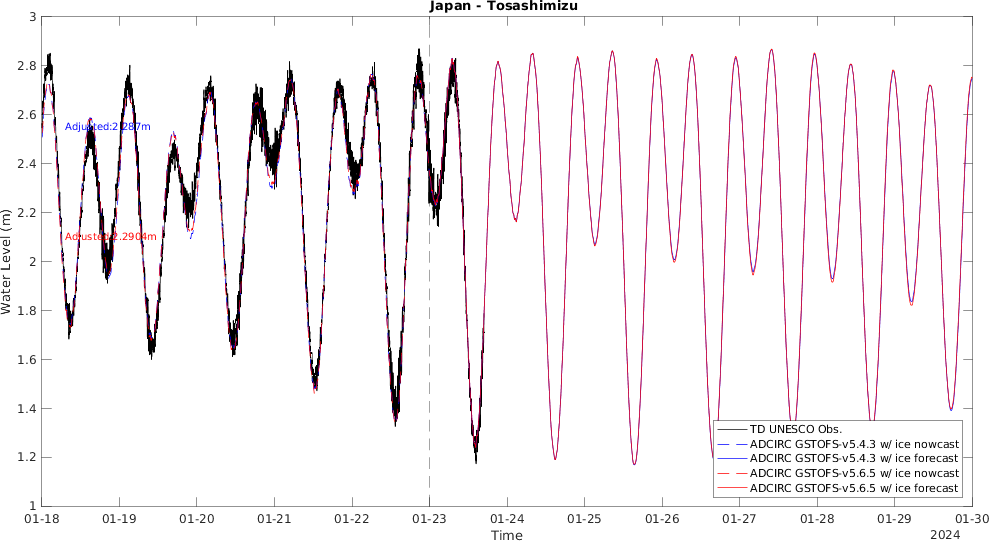 Japan - Tosashimizu
3
2.8
2.6
2.4
2.2
2
1.8
1.6
1.4
1.2
1
Water Level (m)
Adjusted:2.287m
Adjusted:2.2904m
TD UNESCO Obs.
ADCIRC GSTOFS-v5.4.3 w/ ice nowcast
ADCIRC GSTOFS-v5.4.3 w/ ice forecast
ADCIRC GSTOFS-v5.6.5 w/ ice nowcast
ADCIRC GSTOFS-v5.6.5 w/ ice forecast
01-18 01-19 01-20 01-21 01-22 01-23 01-24 01-25 01-26 01-27 01-28 01-29 01-30
Time
2024